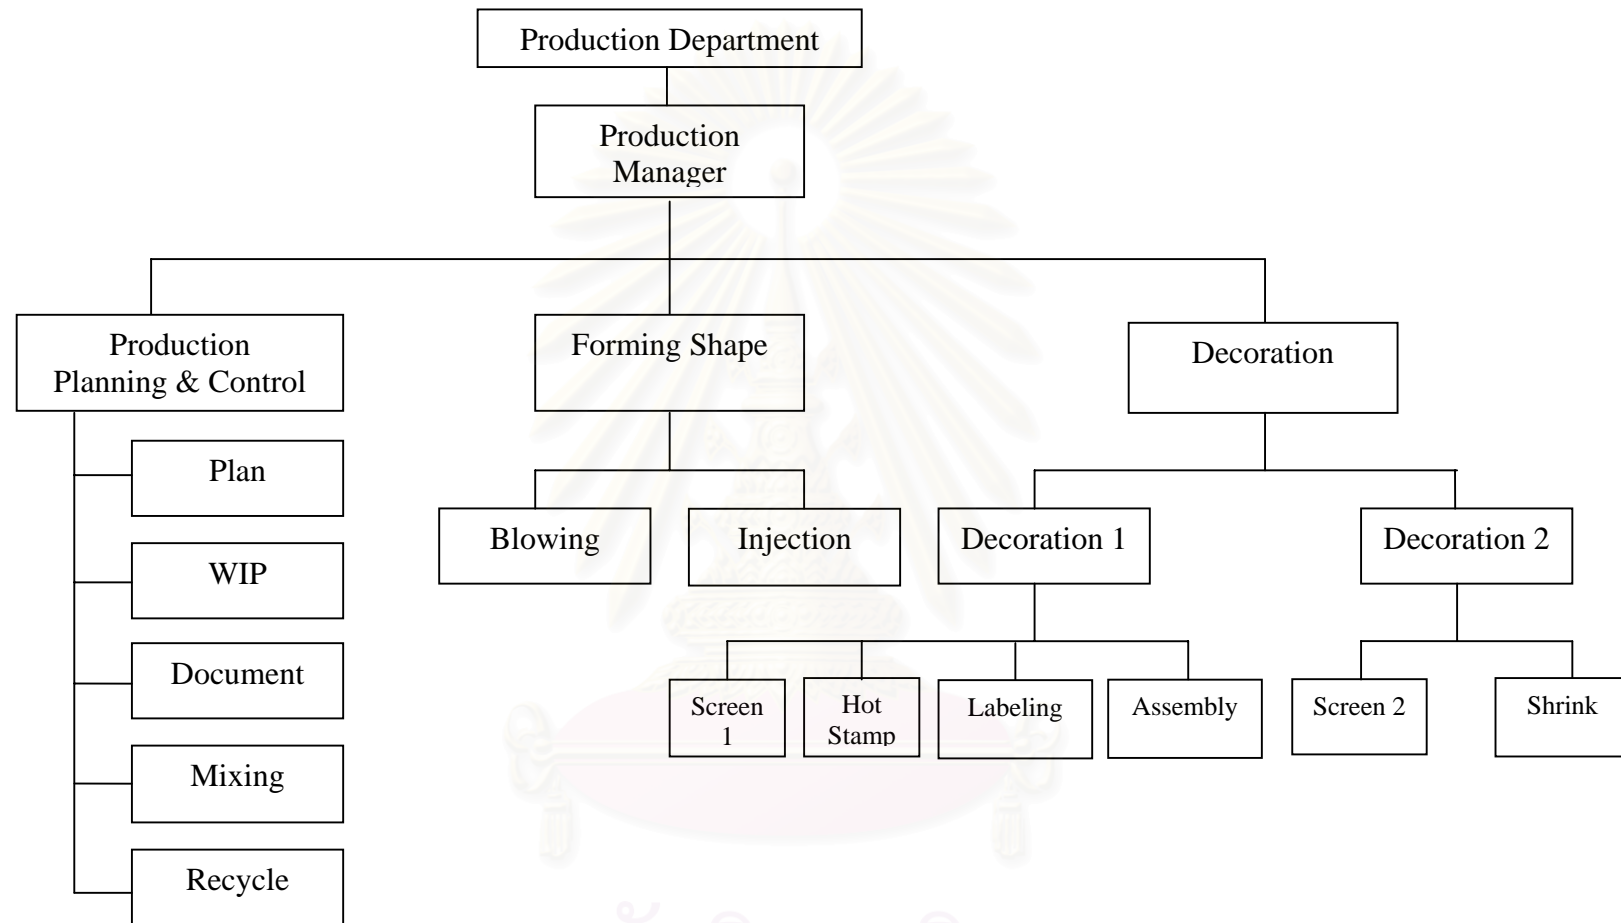 Production Department
Production
Manager
Production
Planning & Control
Forming Shape
Decoration
Plan
WIP
Document
Mixing
Recycle
Blowing
Injection
Decoration 1
Decoration 2
Screen
1
Hot
Stamp
Labeling
Assembly
Screen 2
Shrink